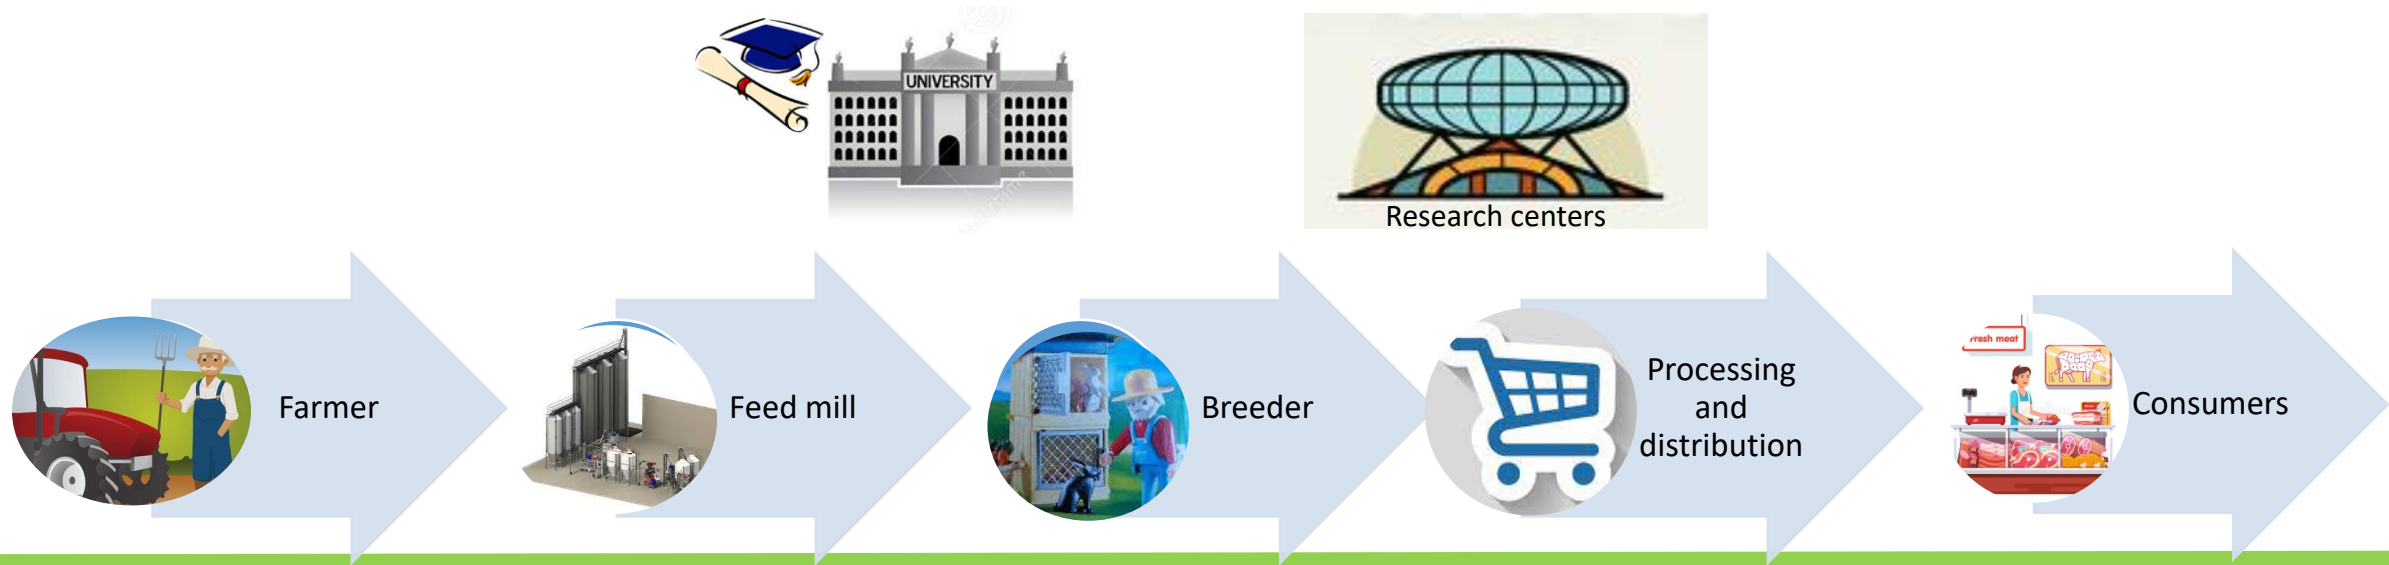 UNIVERSITY
Research centers
Farmer
Feed mill
Breeder
Processing
and
distribution
Fresh meat
Consumers